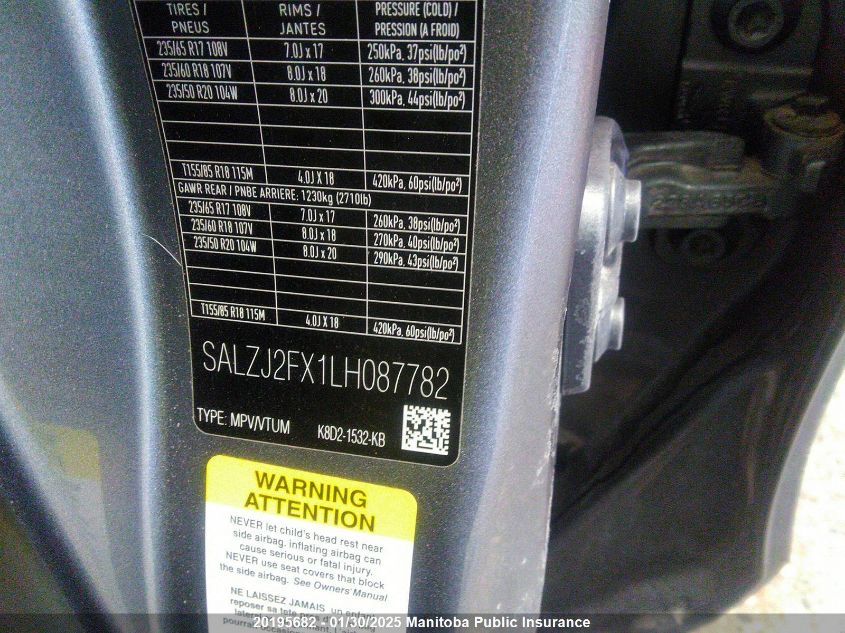 TIRES / PNEUS RIMS / JANTES PRESSURE (COLD) / PRESSION (A FROID)
235/65 R17 108V 7.0J x 17 250kPa, 37psi(lb/po²)
235/60 R18 107V 8.0J x 18 260kPa, 38psi(lb/po²)
235/50 R20 104W 8.0J x 20 300kPa, 44psi(lb/po²)
T155/85 R18 115M 4.0J X 18 420kPa, 60psi(lb/po²)
GAWR REAR / PNBE ARRIERE: 1230kg (2710lb)
235/65 R17 108V 7.0J x 17 260kPa, 38psi(lb/po²)
235/60 R18 107V 8.0J x 18 270kPa, 40psi(lb/po²)
235/50 R20 104W 8.0J x 20 290kPa, 43psi(lb/po²)
T155/85 R18 115M 4.0J X 18 420kPa, 60psi(lb/po²)
SALZJ2FX1LH087782
TYPE: MPV/VTUM K8D2-1532-KB
WARNING
ATTENTION
NEVER let child's head rest near
side airbag, inflating airbag can
cause serious or fatal injury.
NEVER use seat covers that block
the side airbag. See Owners' Manual
NE LAISSEZ JAMAIS un enfant
reposer sa tête
20195682 - 01/30/2025 Manitoba Public Insurance